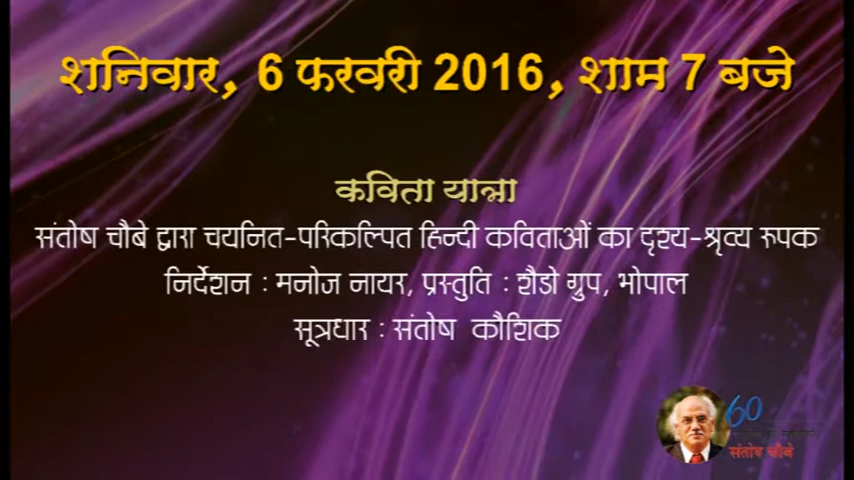 शनिवार, 6 फरवरी 2016, शाम 7 बजे
कविता यात्रा
संतोष चौबे द्वारा चयनित-परिकल्पित हिन्दी कविताओं का दृश्य-श्रृव्य रूपक
निर्देशन : मनोज नायर, प्रस्तुति : शैडो ग्रुप, भोपाल
सूत्रधार : संतोष कौशिक
60
संतोष चौबे